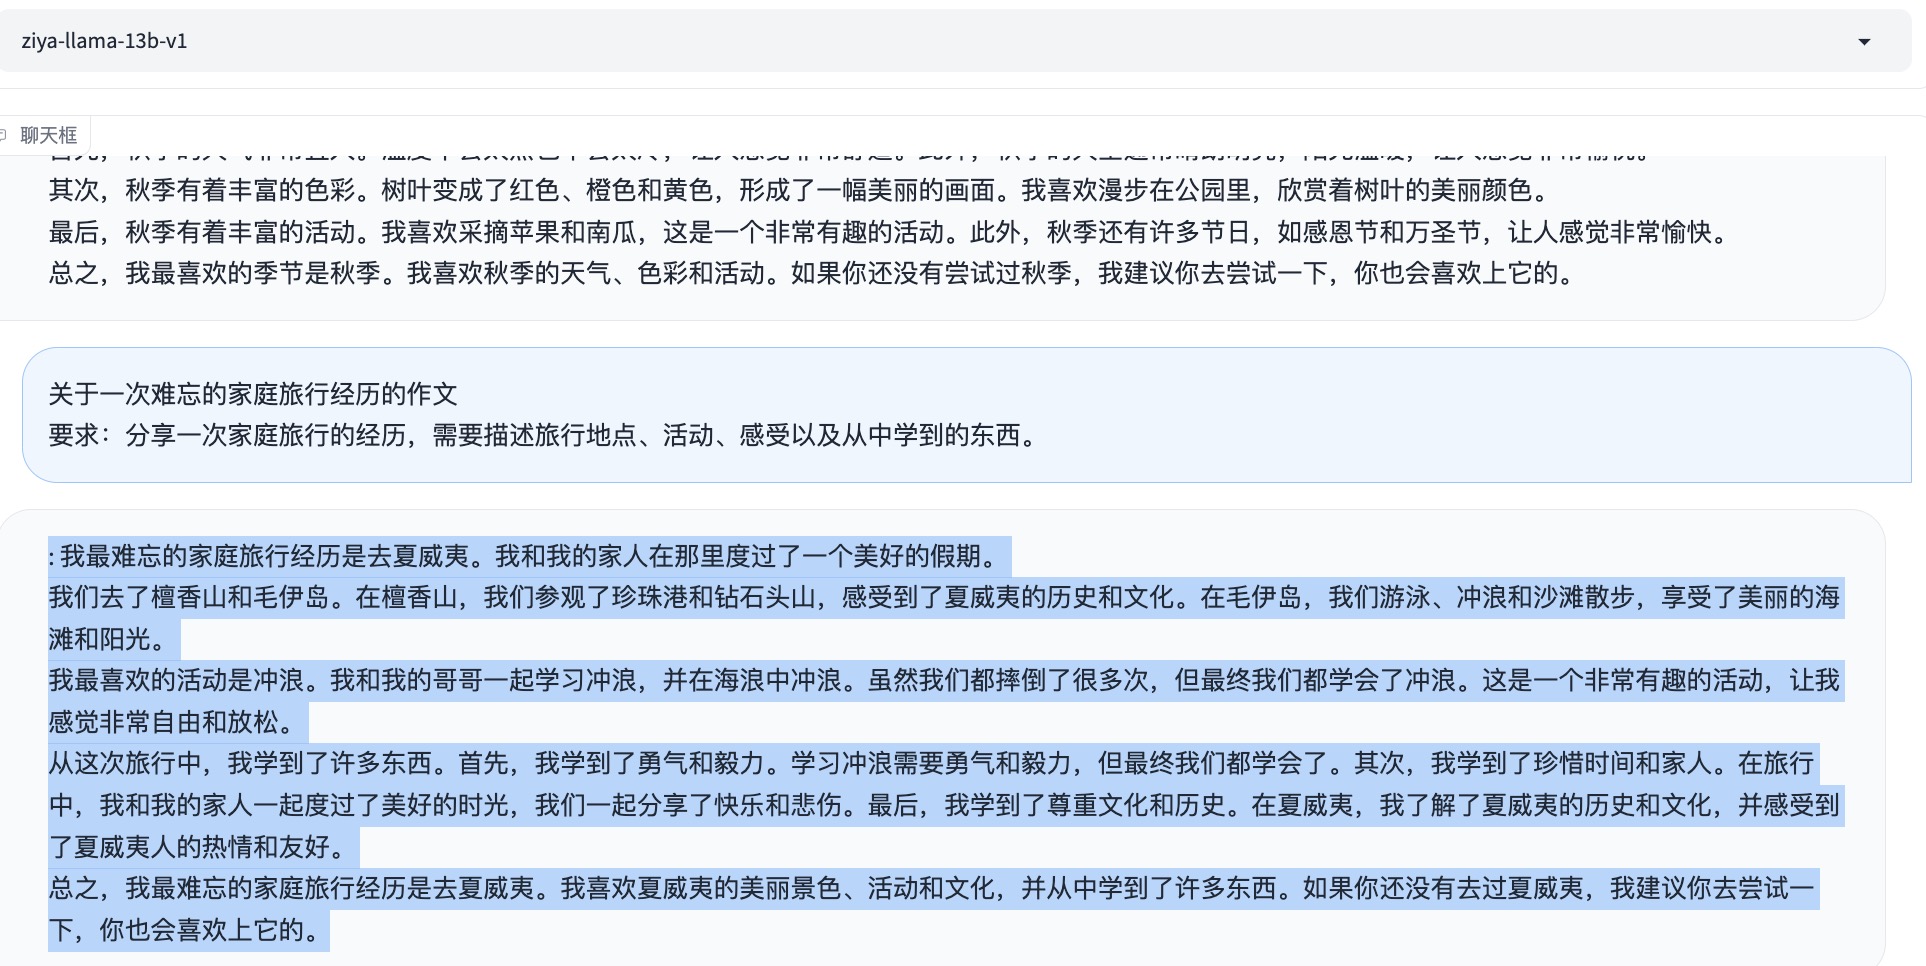 ziya-llama-13b-v1
聊天框
其次，秋季有着丰富的色彩。树叶变成了红色、橙色和黄色，形成了一幅美丽的画面。我喜欢漫步在公园里，欣赏着树叶的美丽颜色。
最后，秋季有着丰富的活动。我喜欢采摘苹果和南瓜，这是一个非常有趣的活动。此外，秋季还有许多节日，如感恩节和万圣节，让人感觉非常愉快。
总之，我最喜欢的季节是秋季。我喜欢秋季的天气、色彩和活动。如果你还没有尝试过秋季，我建议你去尝试一下，你也会喜欢上它的。
关于一次难忘的家庭旅行经历的作文
要求：分享一次家庭旅行的经历，需要描述旅行地点、活动、感受以及从中学到的东西。
: 我最难忘的家庭旅行经历是去夏威夷。我和我的家人在那里度过了一个美好的假期。
我们去了檀香山和毛伊岛。在檀香山，我们参观了珍珠港和钻石头山，感受到了夏威夷的历史和文化。在毛伊岛，我们游泳、冲浪和沙滩散步，享受了美丽的海
滩和阳光。
我最喜欢的活动是冲浪。我和我的哥哥一起学习冲浪，并在海浪中冲浪。虽然我们都摔倒了很多次，但最终我们都学会了冲浪。这是一个非常有趣的活动，让我
感觉非常自由和放松。
从这次旅行中，我学到了许多东西。首先，我学到了勇气和毅力。学习冲浪需要勇气和毅力，但最终我们都学会了。其次，我学到了珍惜时间和家人。在旅行
中，我和我的家人一起度过了美好的时光，我们一起分享了快乐和悲伤。最后，我学到了尊重文化和历史。在夏威夷，我了解了夏威夷的历史和文化，并感受到
了夏威夷人的热情和友好。
总之，我最难忘的家庭旅行经历是去夏威夷。我喜欢夏威夷的美丽景色、活动和文化，并从中学到了许多东西。如果你还没有去过夏威夷，我建议你去尝试一
下，你也会喜欢上它的。